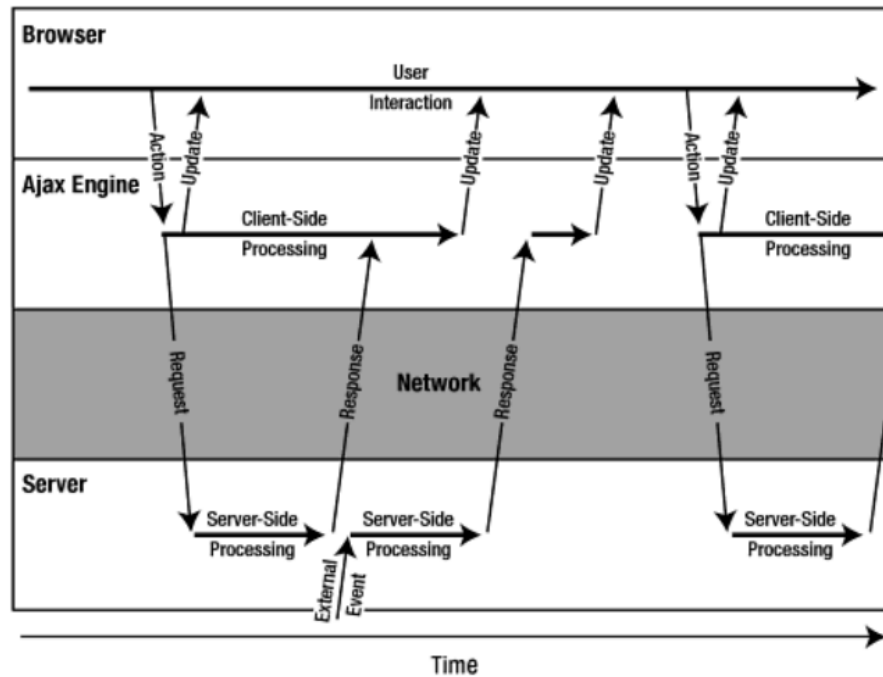 Browser
User
Interaction
Action
Update
Update
Update
Action
Update
Ajax Engine
Client-Side
Processing
Client-Side
Processing
Request
Response
Network
Response
Request
Server
Server-Side
Processing
Server-Side
Processing
Server-Side
Processing
External
Event
Time